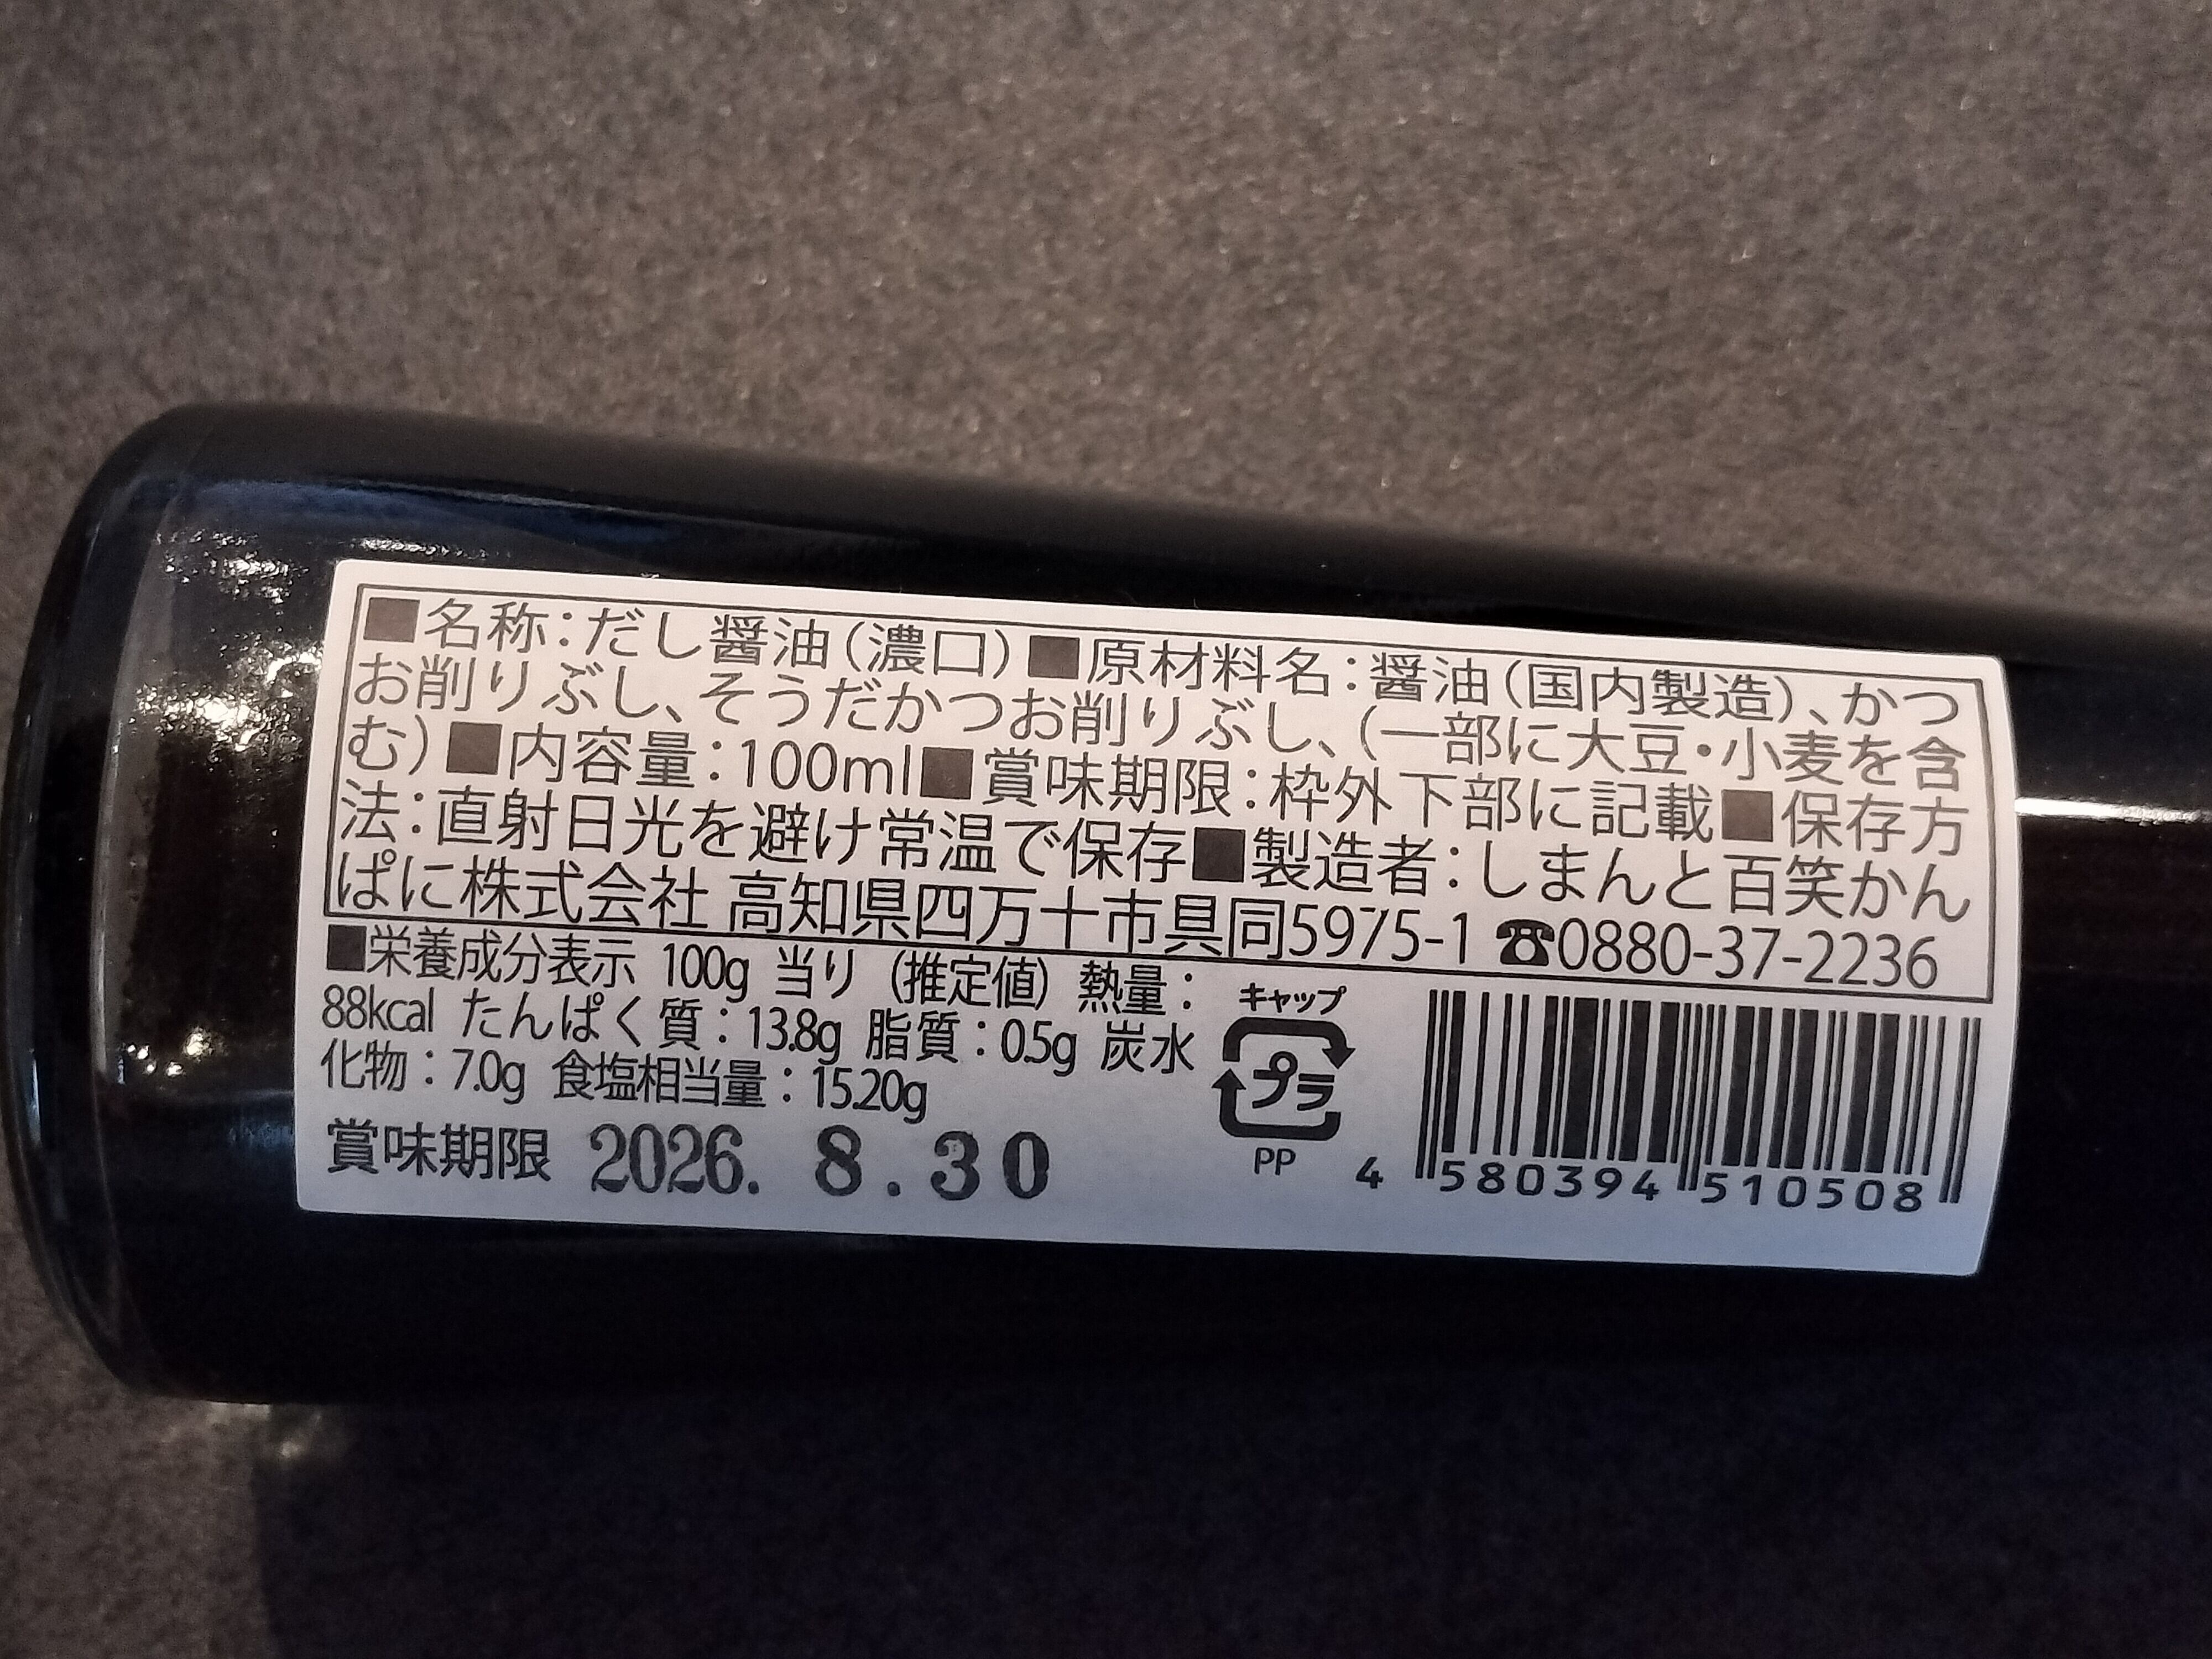 ■名称：だし醤油（濃口）■原材料名：醤油（国内製造）、かつ
お削りぶし、そうだかつお削りぶし、（一部に大豆・小麦を含
む）■内容量：100ml■賞味期限：枠外下部に記載■保存方
法：直射日光を避け常温で保存■製造者：しまんと百笑かん
ぱに株式会社 高知県四万十市具同5975-1 ☎0880-37-2236
■栄養成分表示 100g 当り （推定値） 熱量：
88kcal たんぱく質：13.8g 脂質：0.5g 炭水
化物：7.0g 食塩相当量：15.20g
賞味期限 2026. 8.30
キャップ
プラ
PP
4 580394 510508